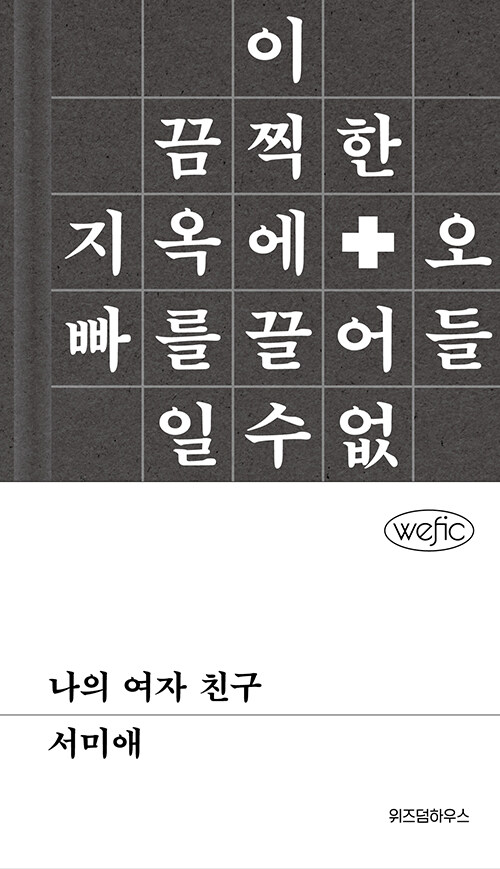 이
끔찍한
지옥에✚오
빠를끌어들
일수없
wefic
나의 여자 친구
서미애
위즈덤하우스